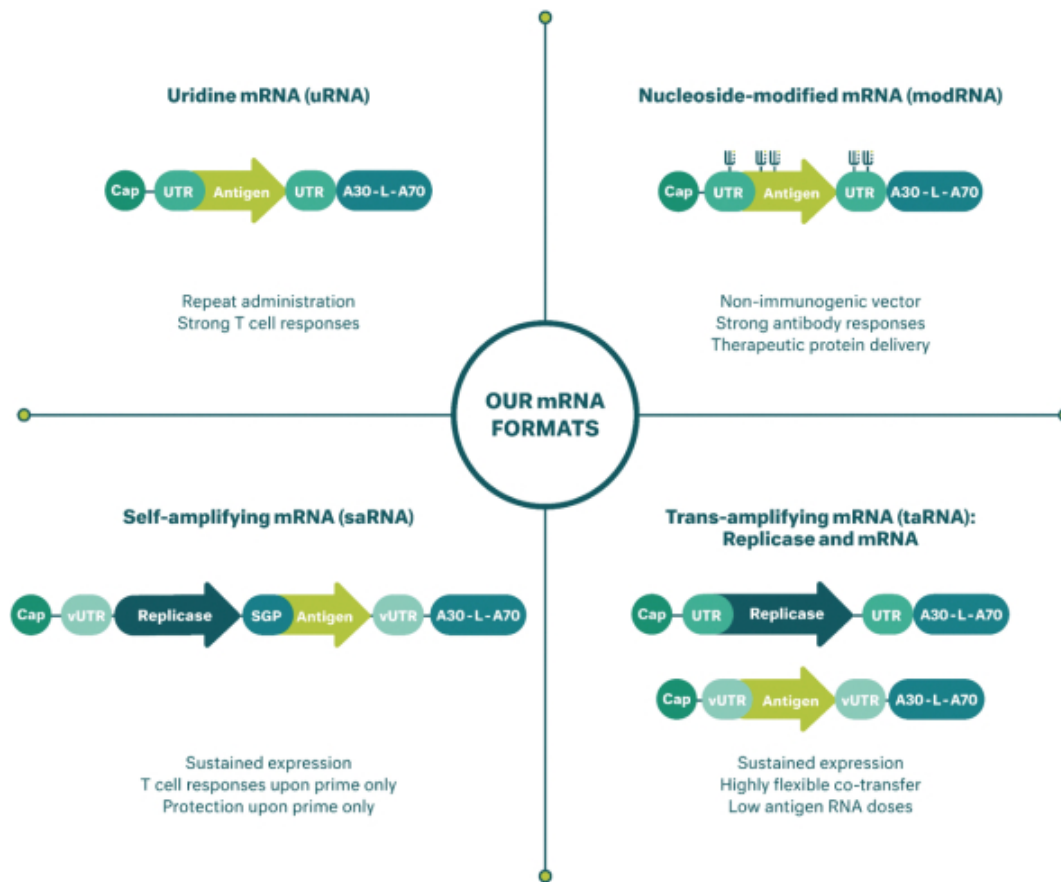 Uridine mRNA (uRNA)
Cap UTR Antigen UTR A30-L-A70
Repeat administration
Strong T cell responses
Nucleoside-modified mRNA (modRNA)
Cap UTR Antigen UTR A30-L-A70
Non-immunogenic vector
Strong antibody responses
Therapeutic protein delivery
OUR mRNA
FORMATS
Self-amplifying mRNA (saRNA)
Cap vUTR Replicase SGP Antigen vUTR A30-L-A70
Sustained expression
T cell responses upon prime only
Protection upon prime only
Trans-amplifying mRNA (taRNA):
Replicase and mRNA
Cap UTR Replicase UTR A30-L-A70
Cap vUTR Antigen vUTR A30-L-A70
Sustained expression
Highly flexible co-transfer
Low antigen RNA doses